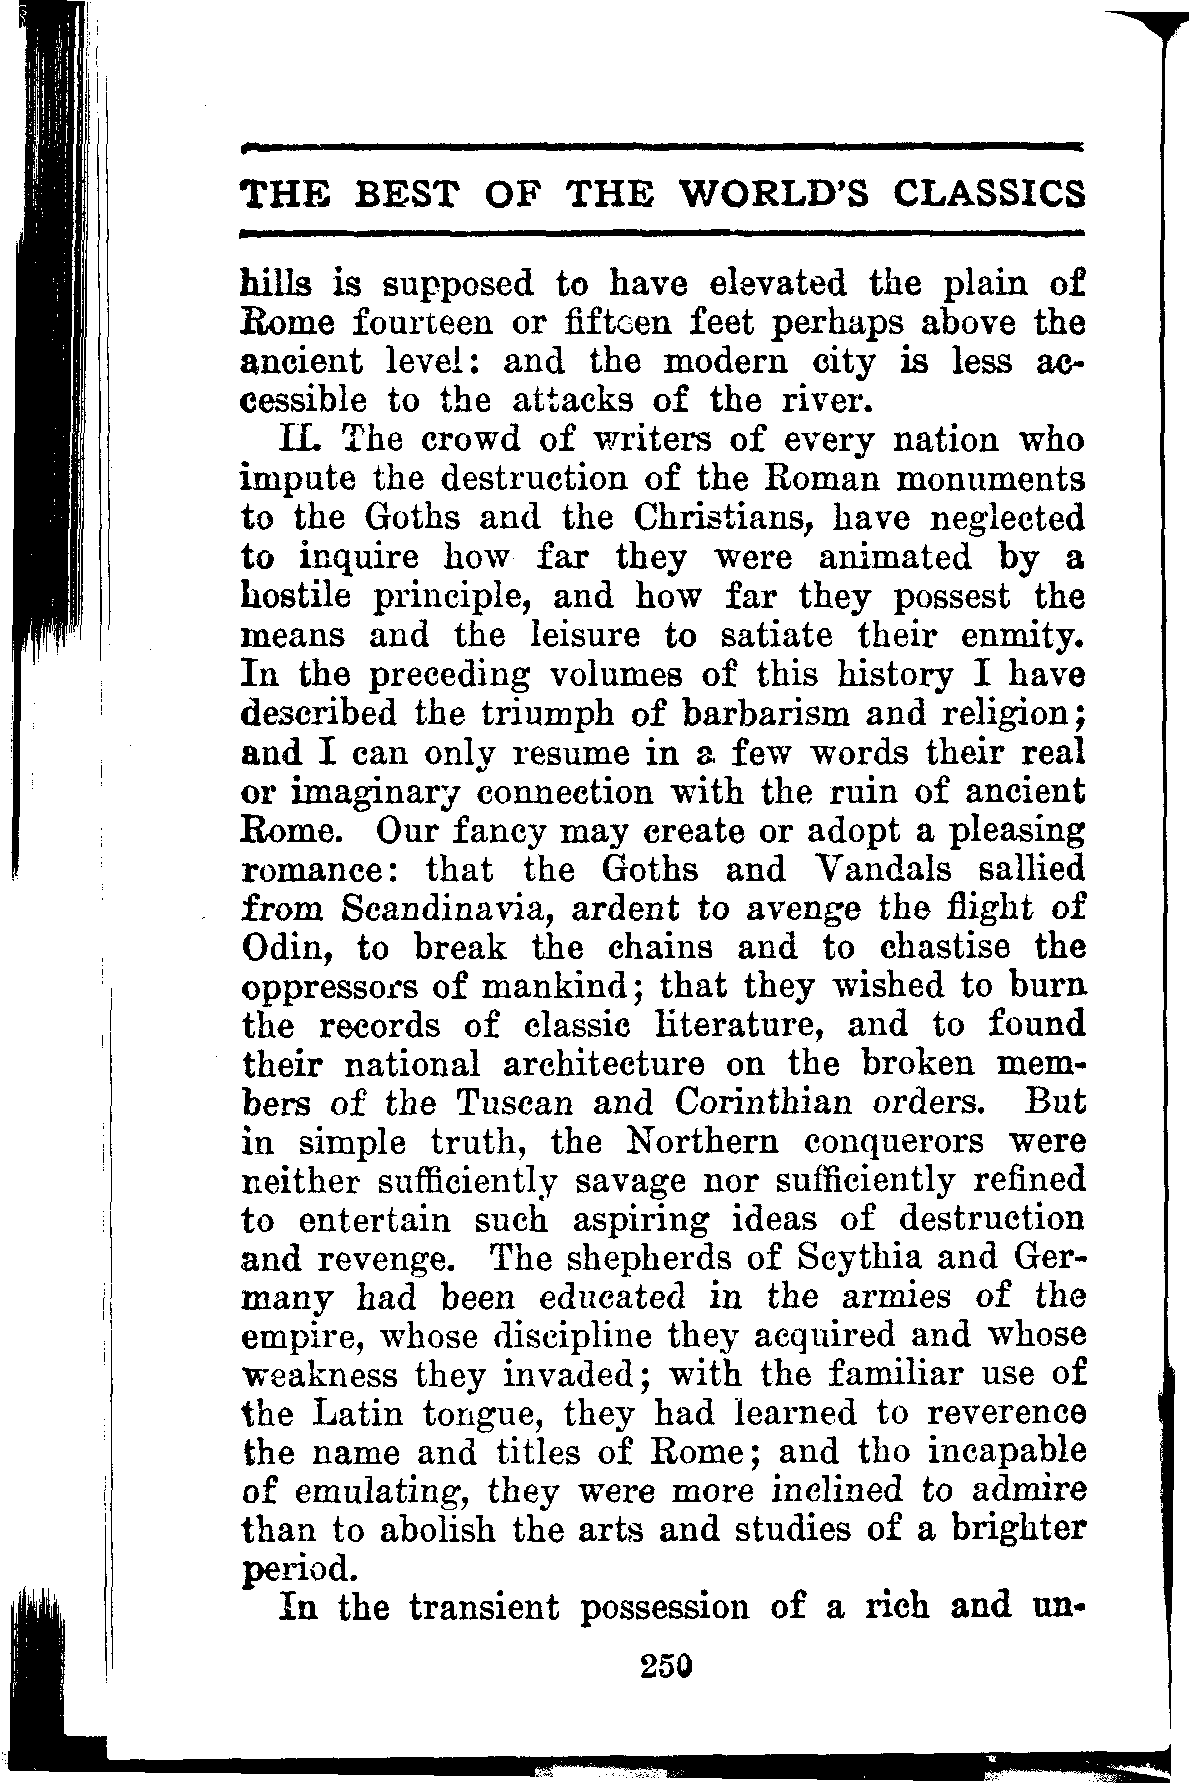 THE BEST OF THE WORLD'S CLASSICS
hills is supposed to have elevated the plain of
Rome fourteen or fifteen feet perhaps above the
ancient level: and the modern city is less ac-
cessible to the attacks of the river.
II. The crowd of writers of every nation who
impute the destruction of the Roman monuments
to the Goths and the Christians, have neglected
to inquire how far they were animated by a
hostile principle, and how far they possest the
means and the leisure to satiate their enmity.
In the preceding volumes of this history I have
described the triumph of barbarism and religion;
and I can only resume in a few words their real
or imaginary connection with the ruin of ancient
Rome. Our fancy may create or adopt a pleasing
romance: that the Goths and Vandals sallied
from Scandinavia, ardent to avenge the flight of
Odin, to break the chains and to chastise the
oppressors of mankind; that they wished to burn
the records of classic literature, and to found
their national architecture on the broken mem-
bers of the Tuscan and Corinthian orders. But
in simple truth, the Northern conquerors were
neither sufficiently savage nor sufficiently refined
to entertain such aspiring ideas of destruction
and revenge. The shepherds of Scythia and Ger-
many had been educated in the armies of the
empire, whose discipline they acquired and whose
weakness they invaded; with the familiar use of
the Latin tongue, they had learned to reverence
the name and titles of Rome; and tho incapable
of emulating, they were more inclined to admire
than to abolish the arts and studies of a brighter
period.
In the transient possession of a rich and un-
250